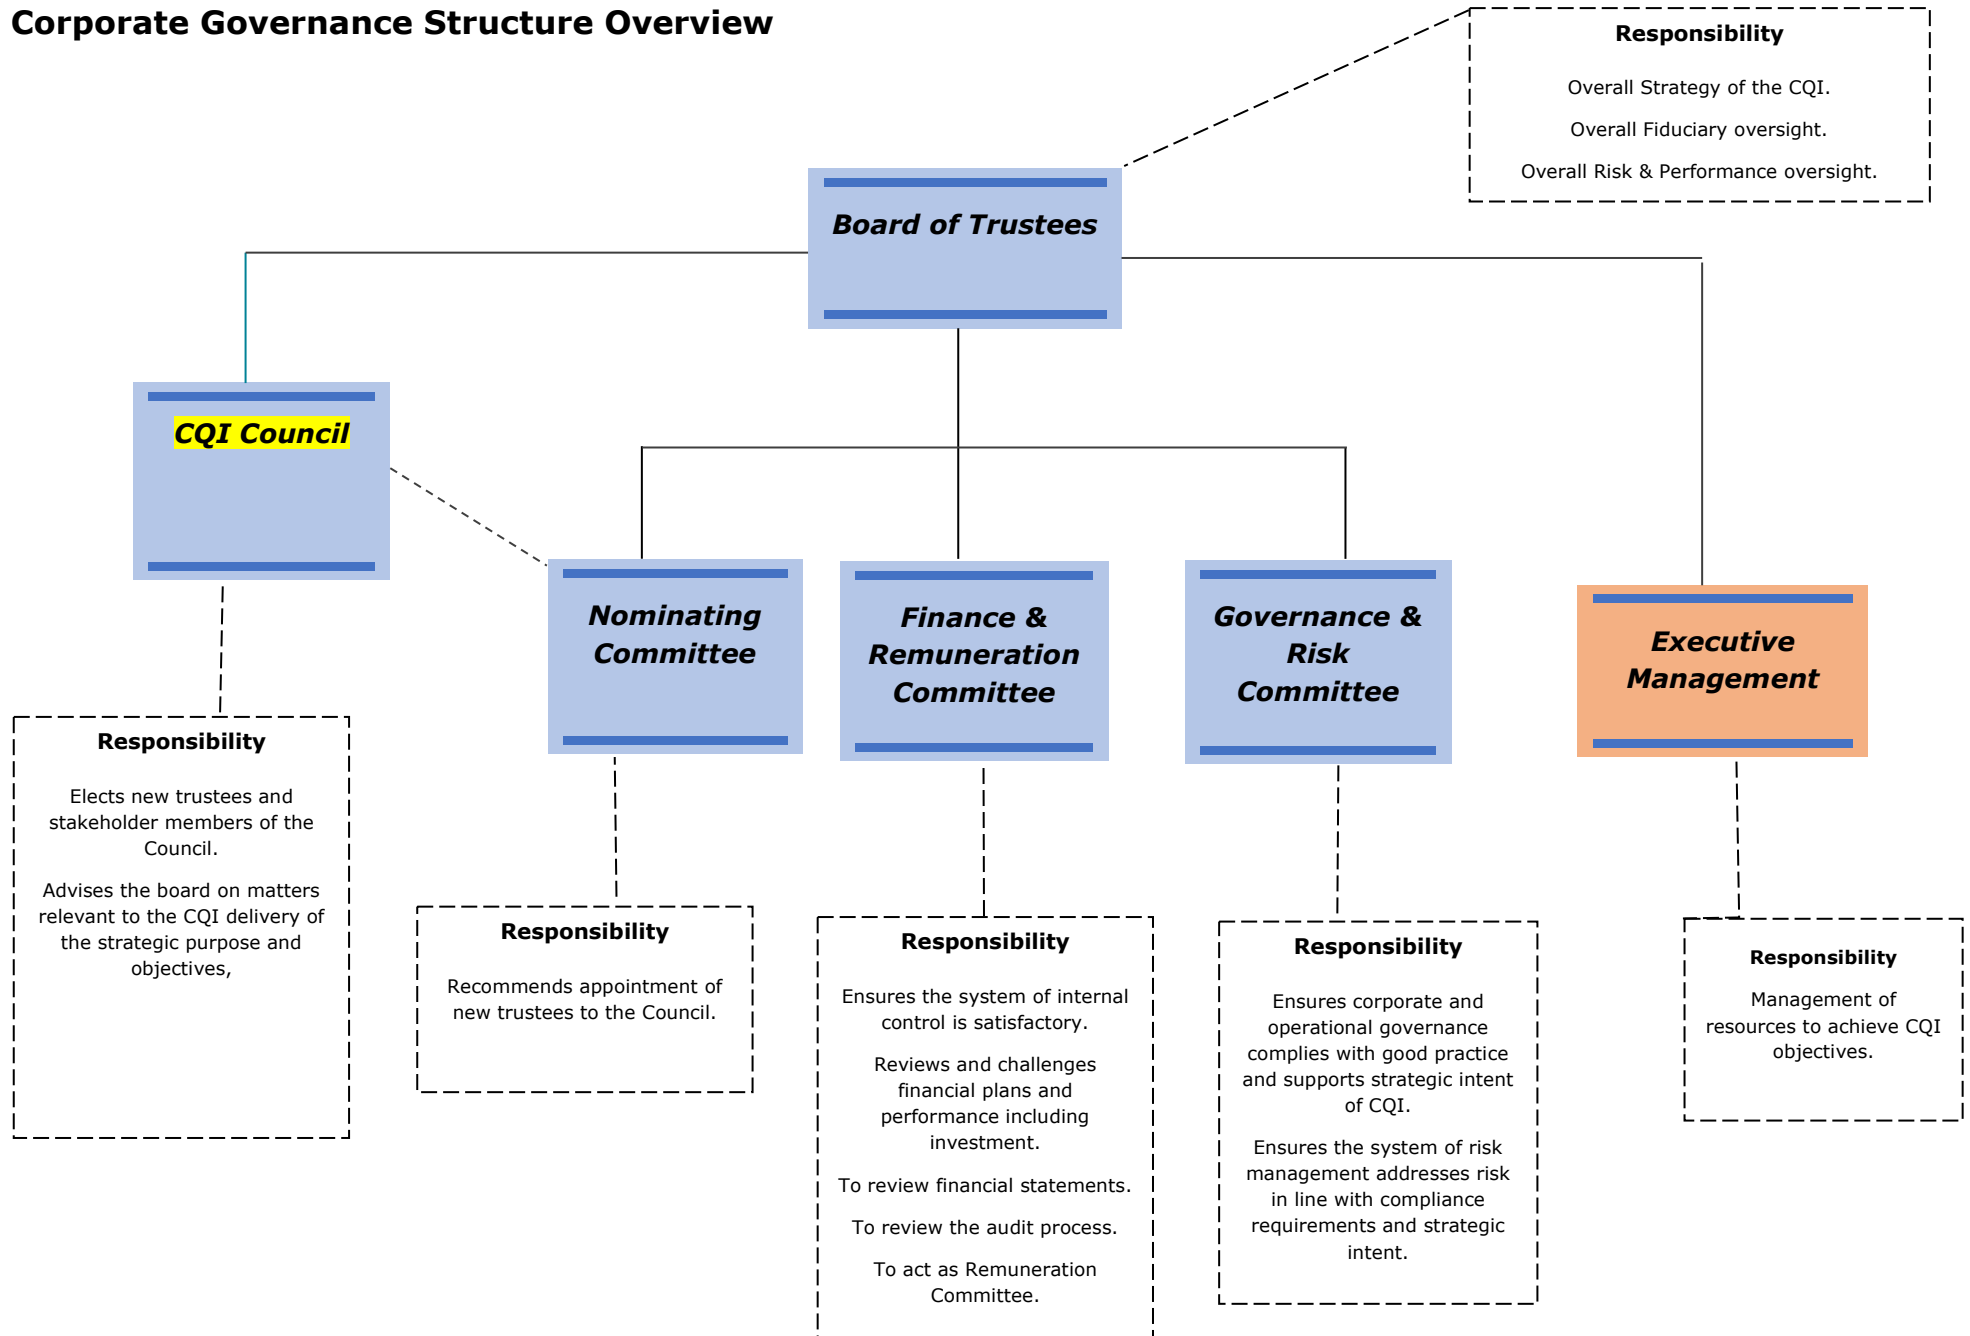 Corporate Governance Structure Overview
Responsibility
Overall Strategy of the CQI.
Overall Fiduciary oversight.
Overall Risk & Performance oversight.
Board of Trustees
CQI Council
Nominating
Committee
Finance &
Remuneration
Committee
Governance &
Risk
Committee
Executive
Management
Responsibility
Elects new trustees and
stakeholder members of the
Council.
Advises the board on matters
relevant to the CQI delivery of
the strategic purpose and
objectives,
Responsibility
Recommends appointment of
new trustees to the Council.
Responsibility
Ensures the system of internal
control is satisfactory.
Reviews and challenges
financial plans and
performance including
investment.
To review financial statements.
To review the audit process.
To act as Remuneration
Committee.
Responsibility
Ensures corporate and
operational governance
complies with good practice
and supports strategic intent
of CQI.
Ensures the system of risk
management addresses risk
in line with compliance
requirements and strategic
intent.
Responsibility
Management of
resources to achieve CQI
objectives.